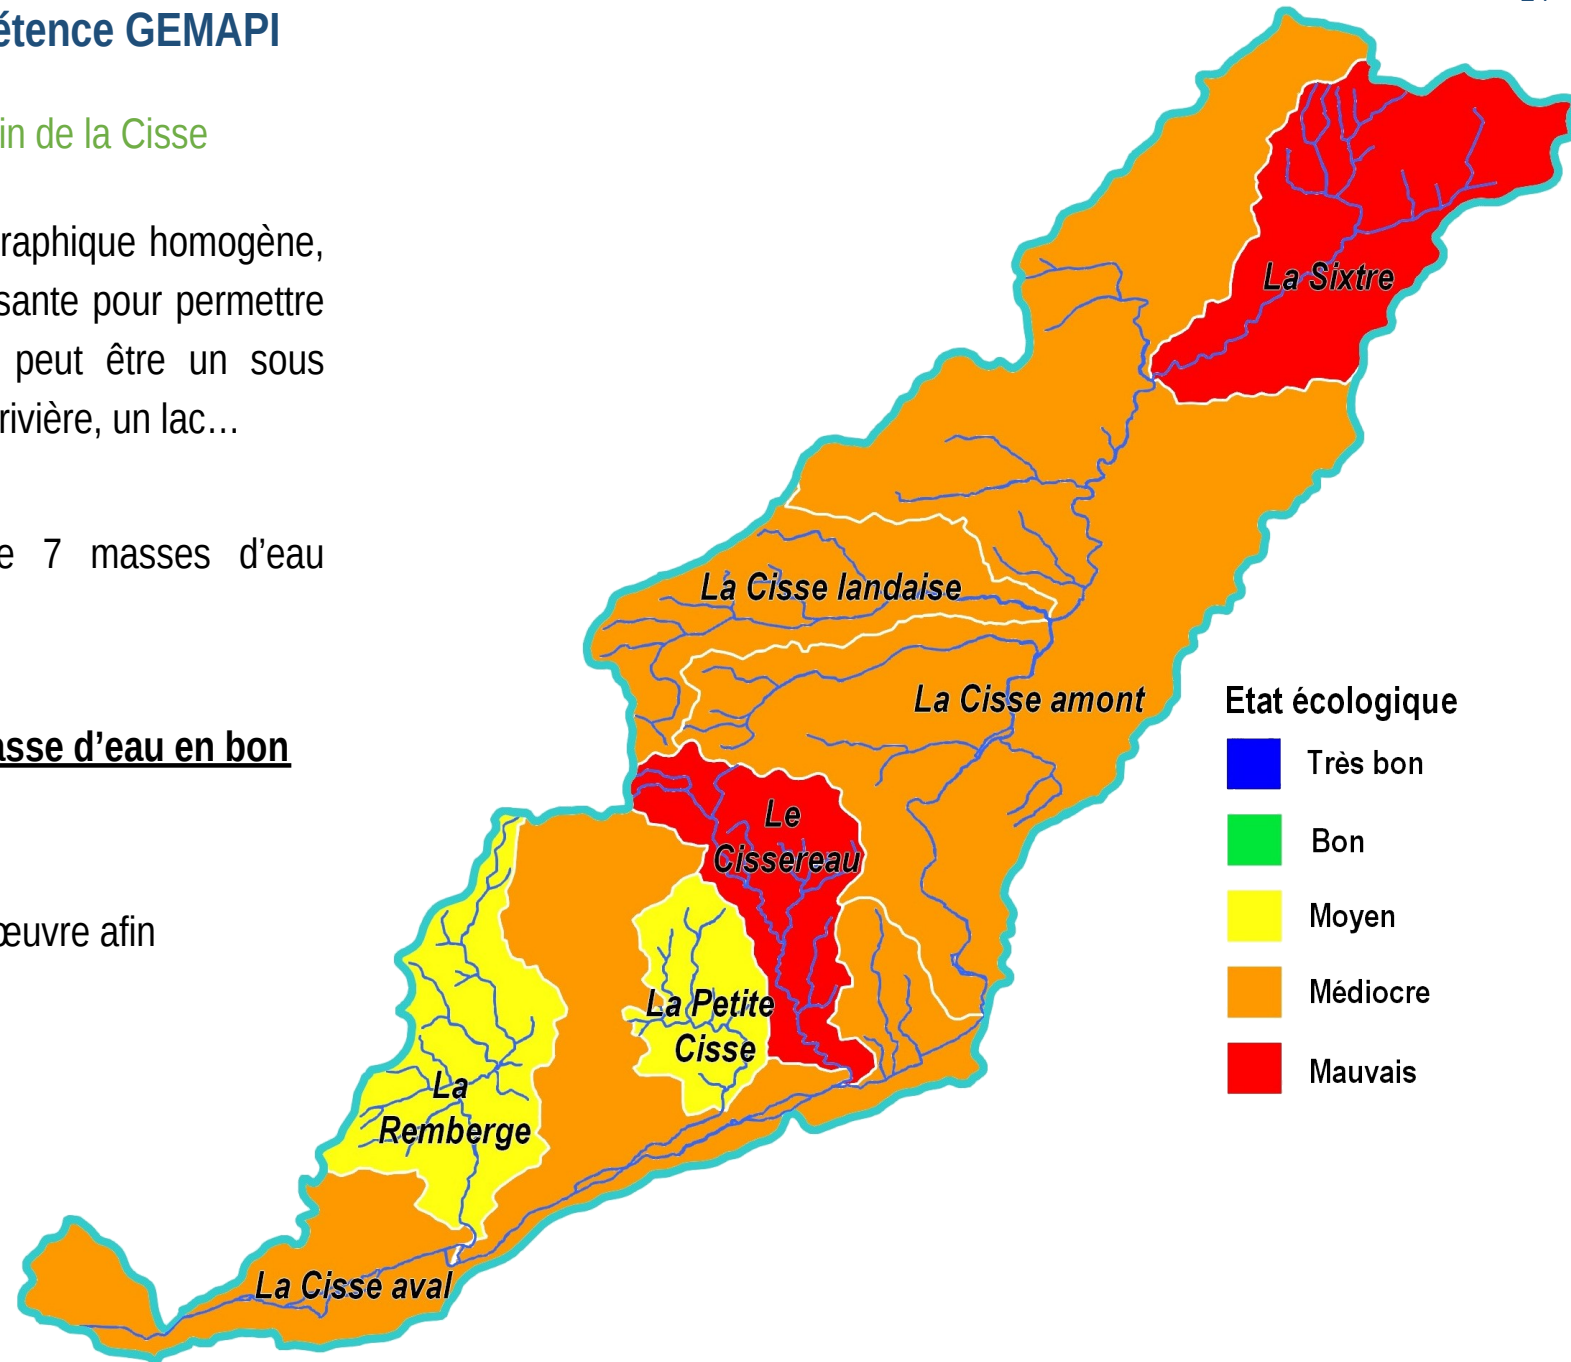 étence GEMAPI
in de la Cisse
raphique homogène,
sante pour permettre
peut être un sous
rivière, un lac…
e 7 masses d’eau
asse d’eau en bon
œuvre afin
La Sixtre
La Cisse landaise
La Cisse amont
Le
Cissereau
La Petite
Cisse
La
Remberge
La Cisse aval
Etat écologique
Très bon
Bon
Moyen
Médiocre
Mauvais